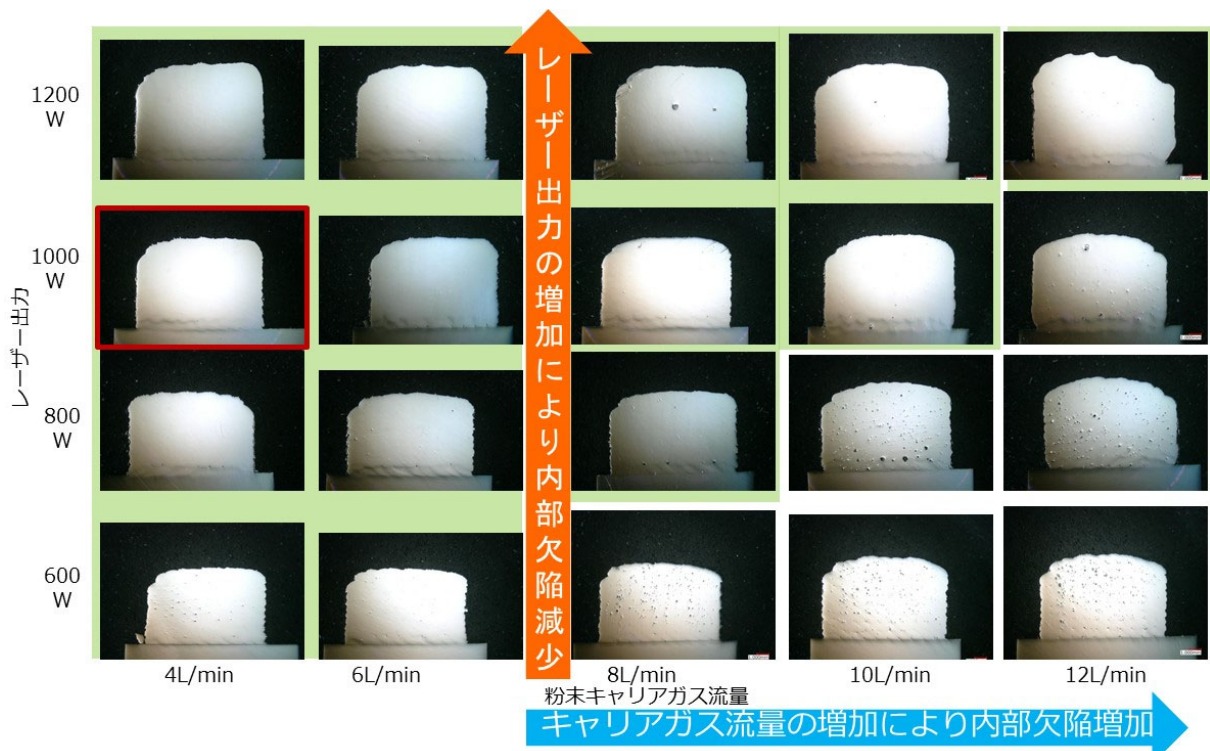 1200
W
1000
W
800
W
600
W
レーザー出力
レーザー出力の増加により内部欠陥減少
4L/min
6L/min
8L/min
10L/min
12L/min
粉末キャリアガス流量
キャリアガス流量の増加により内部欠陥増加